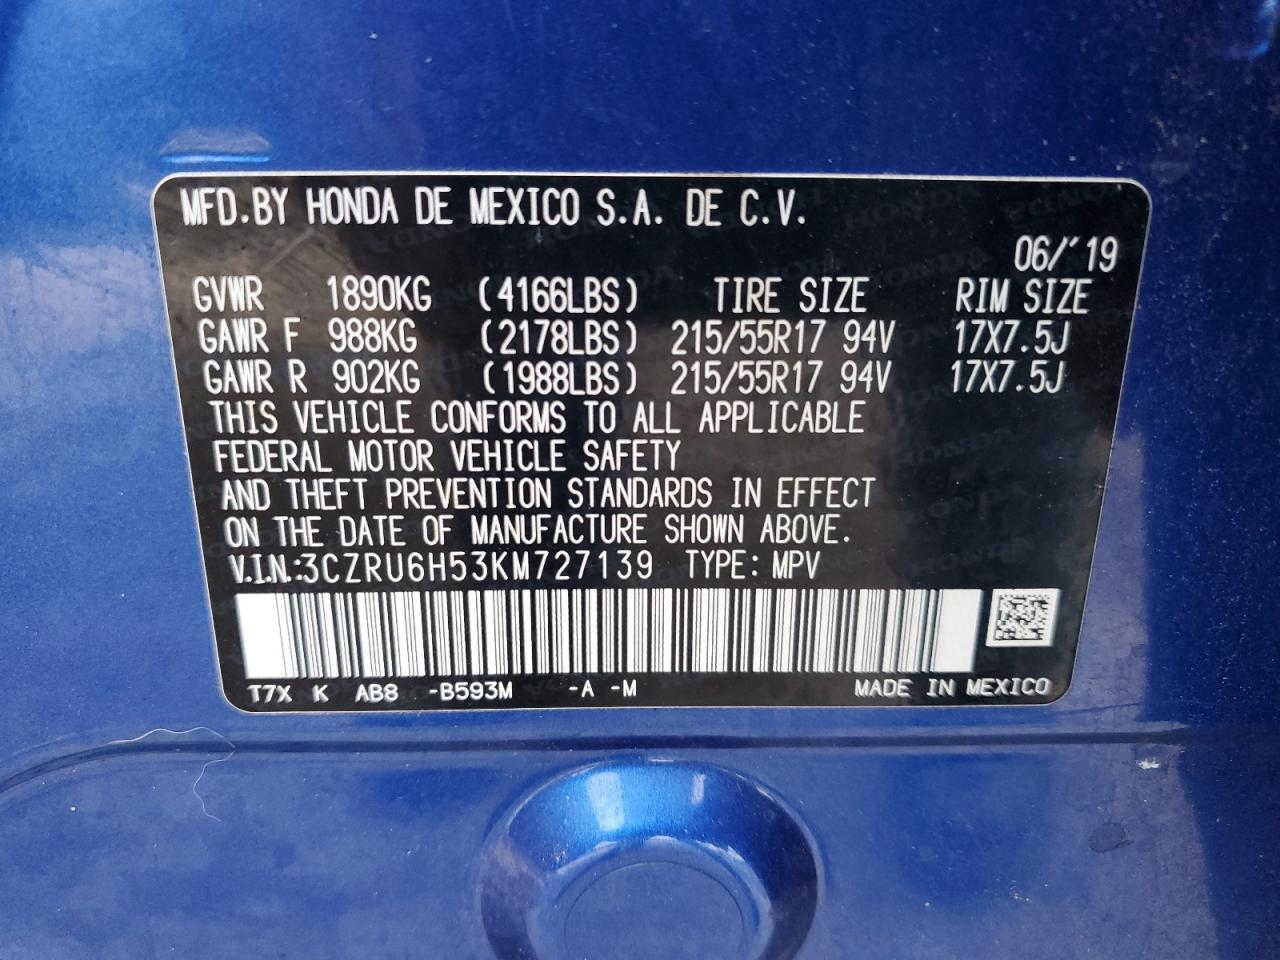 MFD.BY HONDA DE MEXICO S.A. DE C.V.
06/'19
GVWR 1890KG (4166LBS) TIRE SIZE RIM SIZE
GAWR F 988KG (2178LBS) 215/55R17 94V 17X7.5J
GAWR R 902KG (1988LBS) 215/55R17 94V 17X7.5J
THIS VEHICLE CONFORMS TO ALL APPLICABLE
FEDERAL MOTOR VEHICLE SAFETY
AND THEFT PREVENTION STANDARDS IN EFFECT
ON THE DATE OF MANUFACTURE SHOWN ABOVE.
V.I.N.:3CZRU6H53KM727139 TYPE: MPV
T7X K AB8 -B593M -A -M MADE IN MEXICO